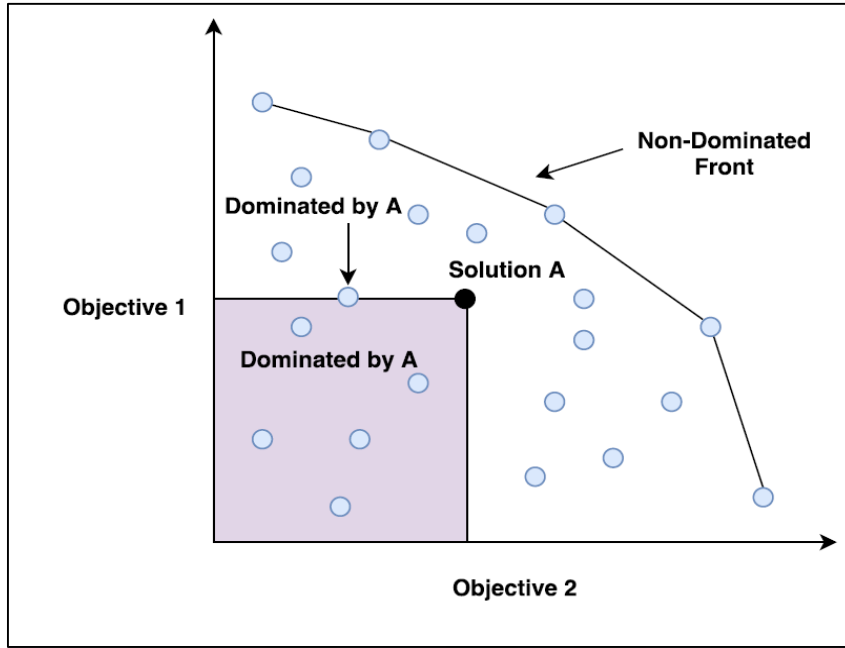 Non-Dominated
Front
Dominated by A
Solution A
Objective 1
Dominated by A
Objective 2